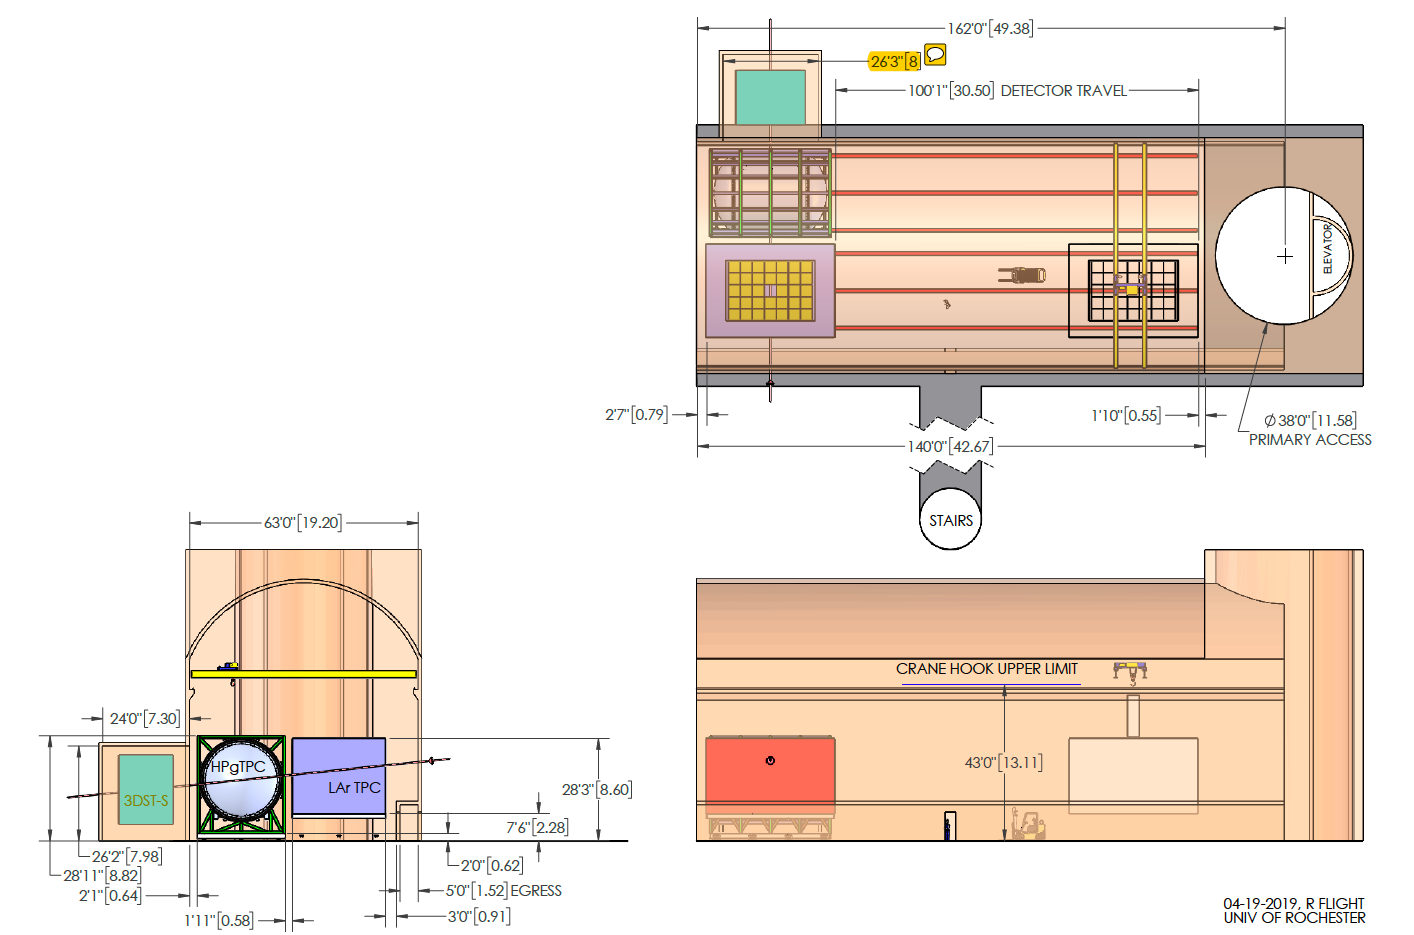 162'0"[49.38]
26'3"[8
100'1"[30.50] DETECTOR TRAVEL
ELEVATOR
2'7"[0.79]
1'10"[0.55]
Ø38'0"[11.58]
PRIMARY ACCESS
140'0"[42.67]
STAIRS
63'0"[19.20]
CRANE HOOK UPPER LIMIT
24'0"[7.30]
HPgTPC
LAr TPC
3DST-S
43'0"[13.11]
28'3"[8.60]
7'6"[2.28]
26'2"[7.98]
2'0"[0.62]
28'11"[8.82]
5'0"[1.52]EGRESS
2'1"[0.64]
1'11"[0.58]
3'0"[0.91]
04-19-2019, R FLIGHT
UNIV OF ROCHESTER